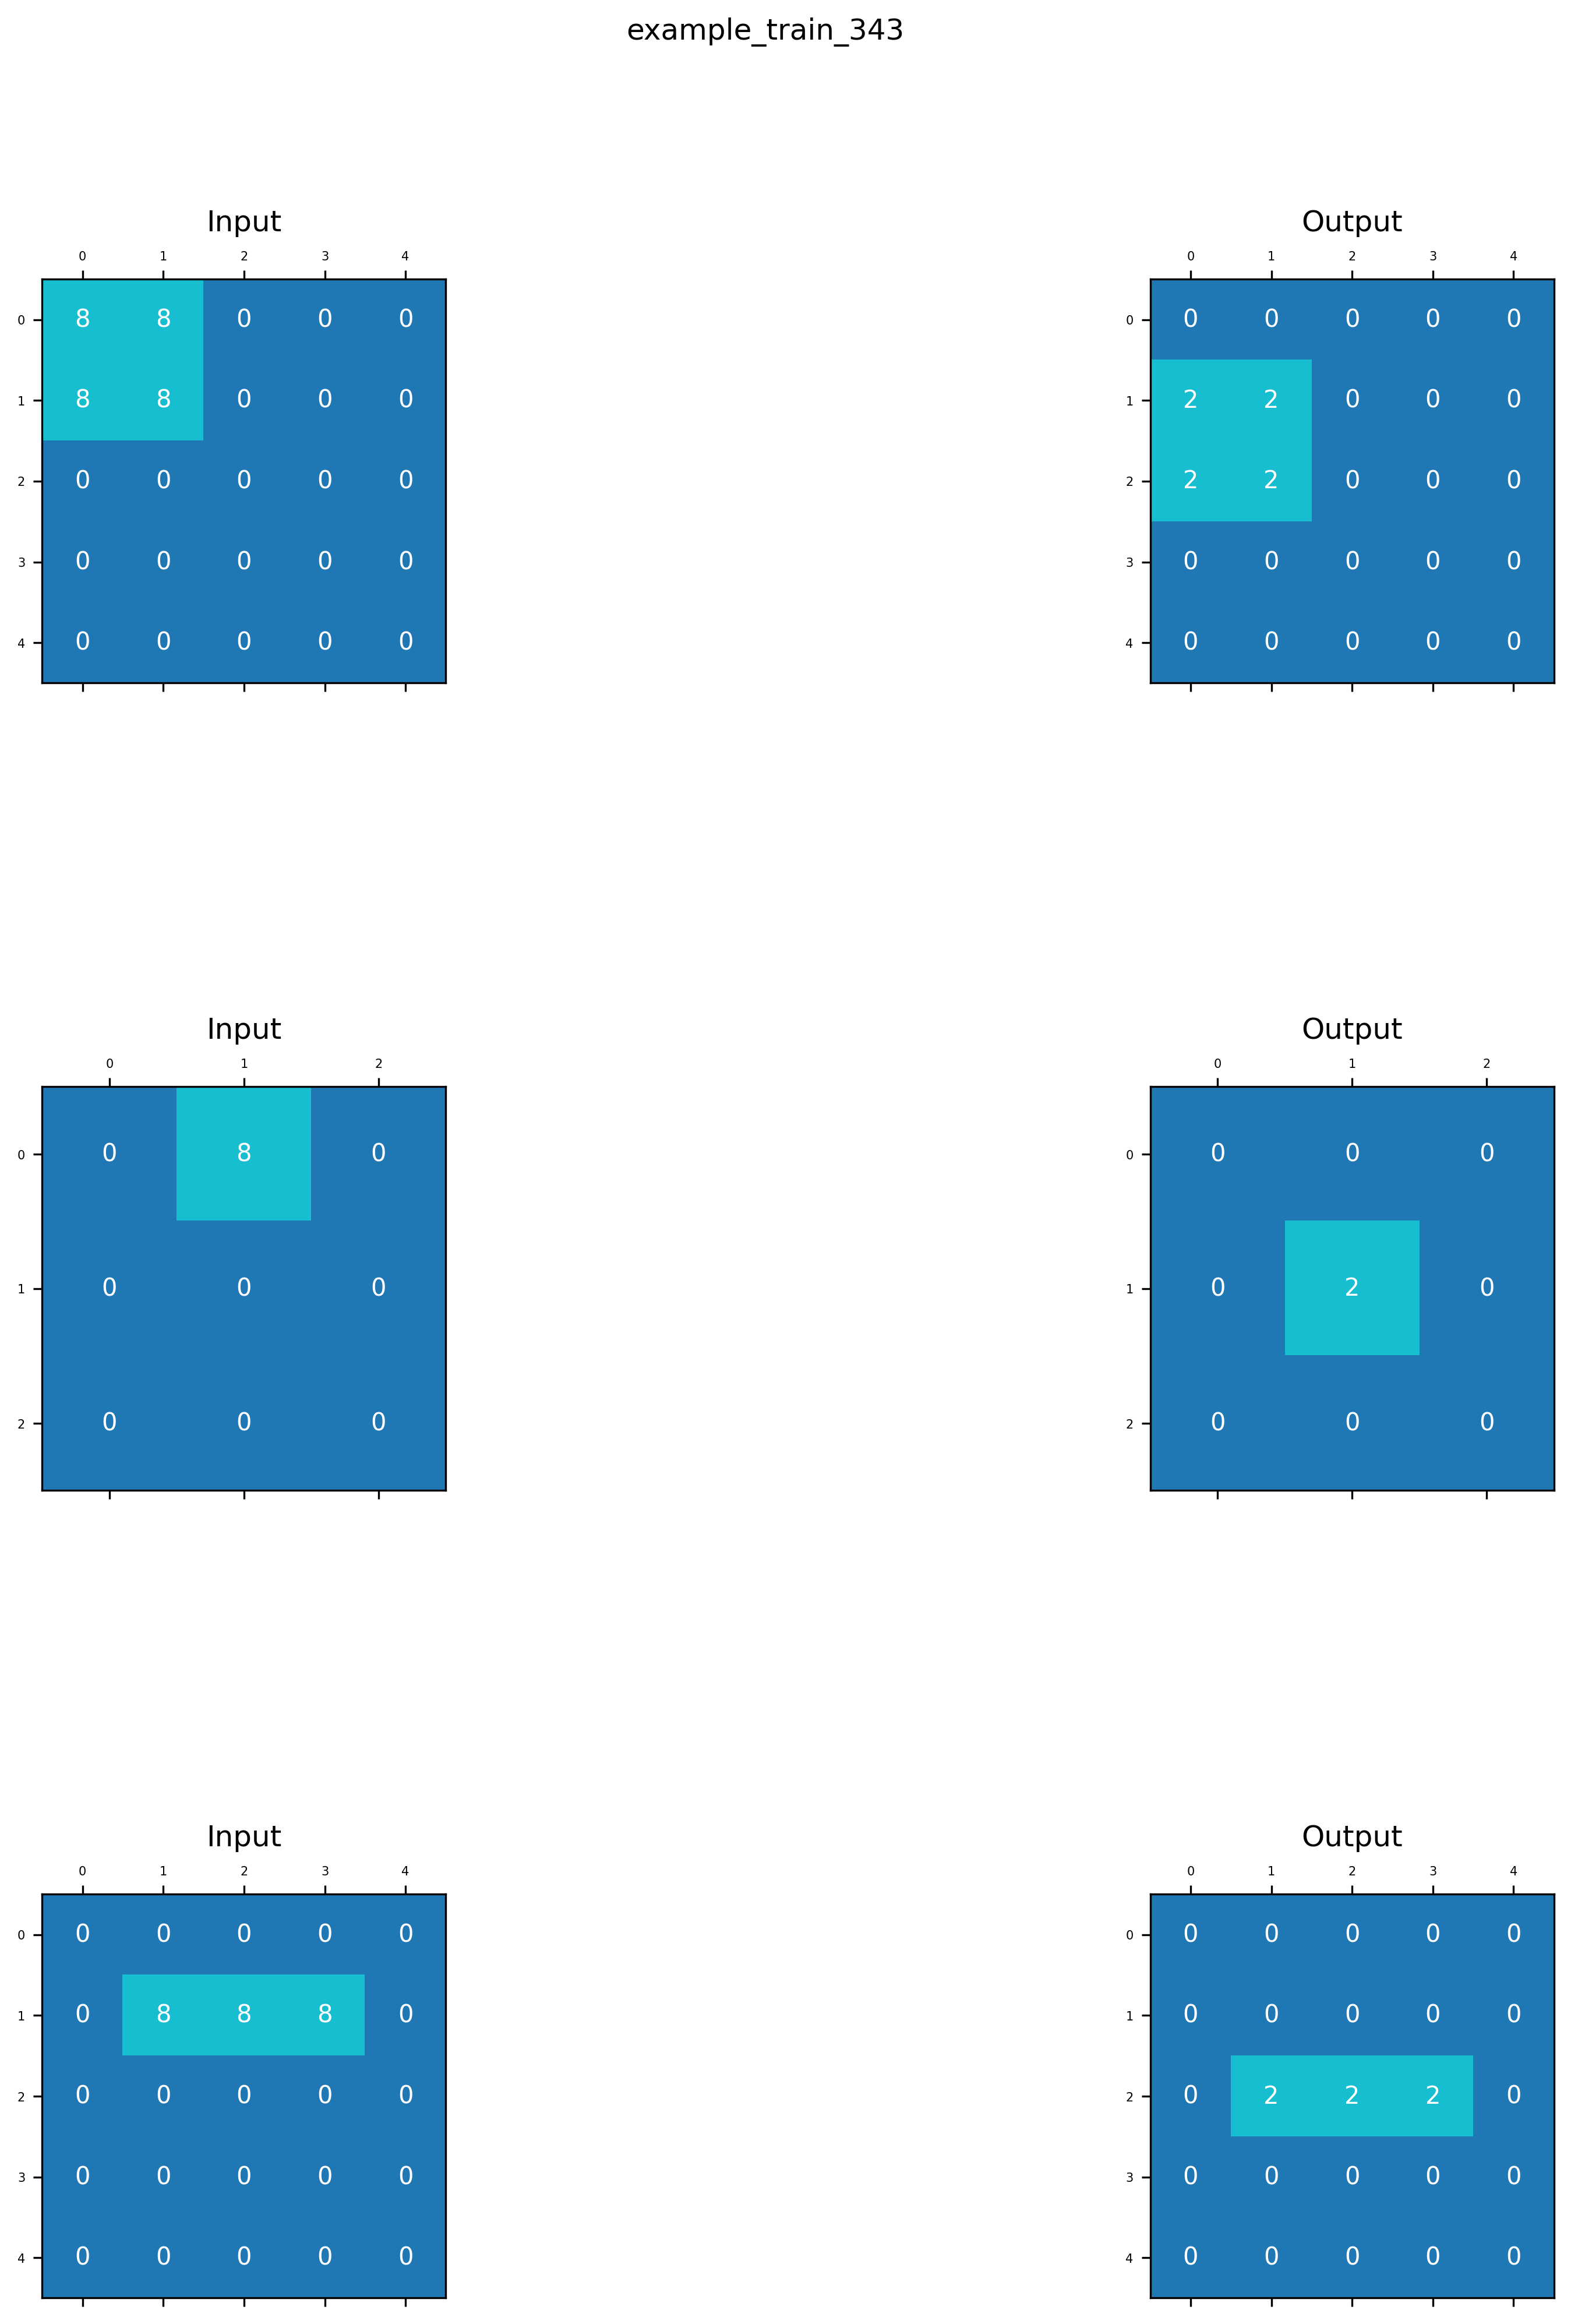 example_train_343
Input Output
0 1 2 3 4 0 1 2 3 4
0 8 8 0 0 0 0 0 0 0 0 0
1 8 8 0 0 0 1 2 2 0 0 0
2 0 0 0 0 0 2 2 2 0 0 0
3 0 0 0 0 0 3 0 0 0 0 0
4 0 0 0 0 0 4 0 0 0 0 0
Input Output
0 1 2 0 1 2
0 0 8 0 0 0 0 0
1 0 0 0 1 0 2 0
2 0 0 0 2 0 0 0
Input Output
0 1 2 3 4 0 1 2 3 4
0 0 0 0 0 0 0 0 0 0 0 0
1 0 8 8 8 0 1 0 0 0 0 0
2 0 0 0 0 0 2 0 2 2 2 0
3 0 0 0 0 0 3 0 0 0 0 0
4 0 0 0 0 0 4 0 0 0 0 0